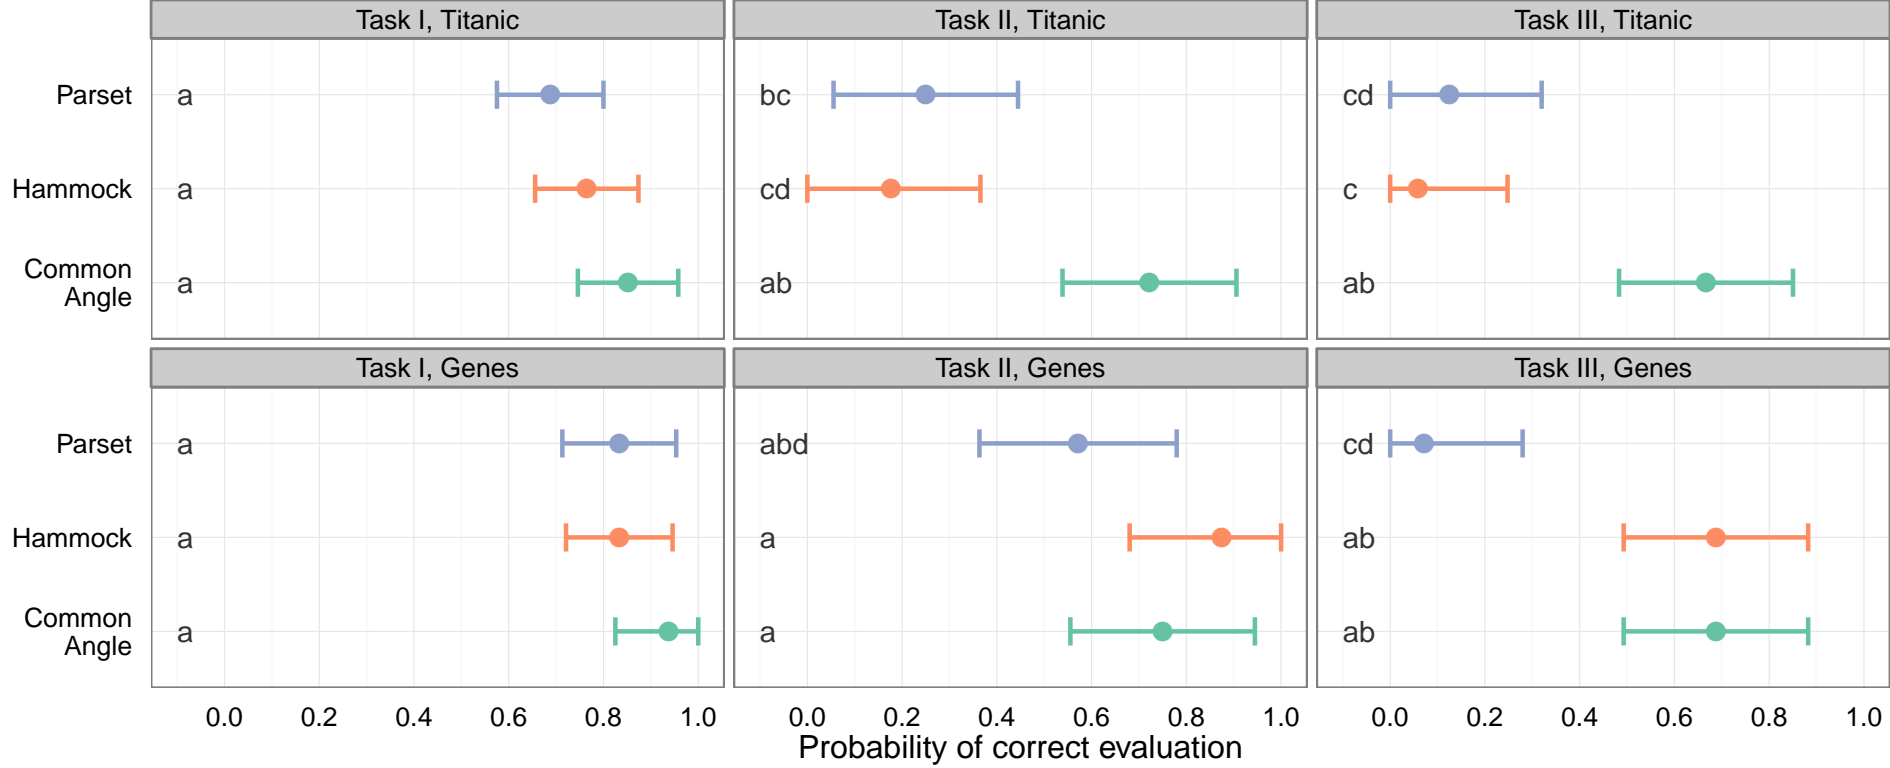 Task I, Titanic
Task II, Titanic
Task III, Titanic
Parset
a
bc
cd
Hammock
a
cd
c
Common
Angle
a
ab
ab
Task I, Genes
Task II, Genes
Task III, Genes
Parset
a
abd
cd
Hammock
a
a
ab
Common
Angle
a
a
ab
0.0 0.2 0.4 0.6 0.8 1.0
0.0 0.2 0.4 0.6 0.8 1.0
0.0 0.2 0.4 0.6 0.8 1.0
Probability of correct evaluation